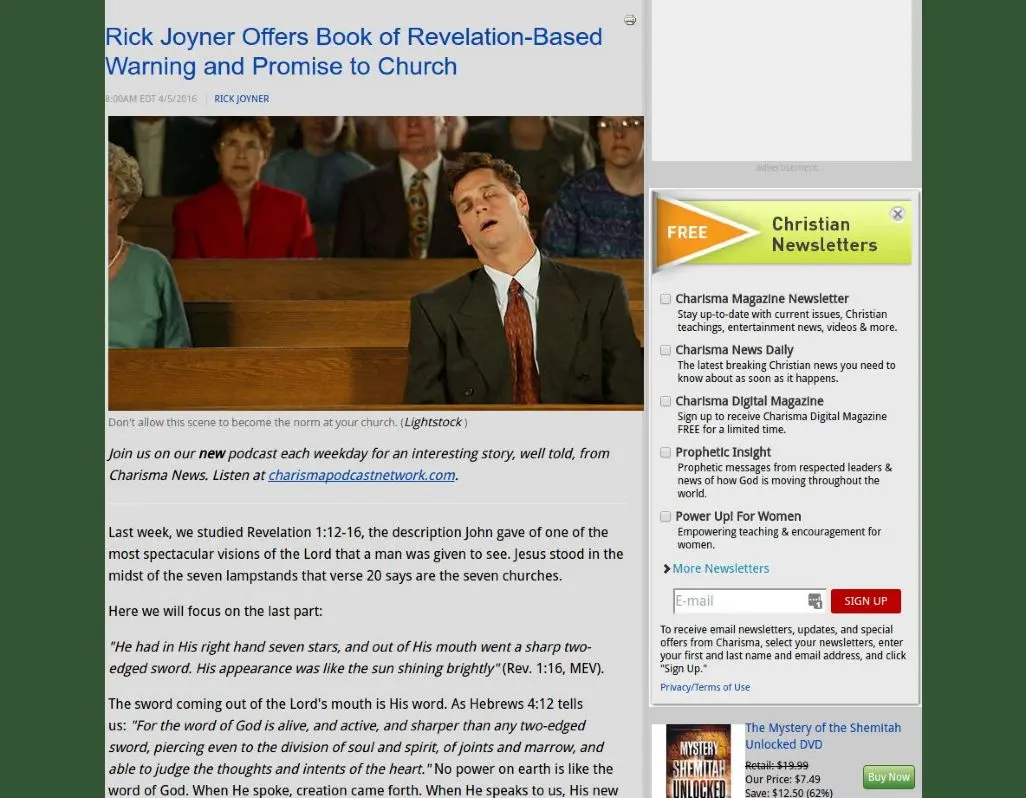 Rick Joyner Offers Book of Revelation-Based
Warning and Promise to Church
8:00AM EDT 4/5/2016 RICK JOYNER
Don't allow this scene to become the norm at your church. (Lightstock )
Join us on our new podcast each weekday for an interesting story, well told, from
Charisma News. Listen at charismapodcastnetwork.com.
Last week, we studied Revelation 1:12-16, the description John gave of one of the
most spectacular visions of the Lord that a man was given to see. Jesus stood in the
midst of the seven lampstands that verse 20 says are the seven churches.
Here we will focus on the last part:
"He had in His right hand seven stars, and out of His mouth went a sharp two-
edged sword. His appearance was like the sun shining brightly" (Rev. 1:16, MEV).
The sword coming out of the Lord's mouth is His word. As Hebrews 4:12 tells
us: "For the word of God is alive, and active, and sharper than any two-edged
sword, piercing even to the division of soul and spirit, of joints and marrow, and
able to judge the thoughts and intents of the heart." No power on earth is like the
word of God. When He spoke, creation came forth. When He speaks to us, His new
advertisement
FREE
Christian
Newsletters
Charisma Magazine Newsletter
Stay up-to-date with current issues, Christian
teachings, entertainment news, videos & more.
Charisma News Daily
The latest breaking Christian news you need to
know about as soon as it happens.
Charisma Digital Magazine
Sign up to receive Charisma Digital Magazine
FREE for a limited time.
Prophetic Insight
Prophetic messages from respected leaders &
news of how God is moving throughout the
world.
Power Up! For Women
Empowering teaching & encouragement for
women.
More Newsletters
E-mail SIGN UP
To receive email newsletters, updates, and special
offers from Charisma, select your newsletters, enter
your first and last name and email address, and click
"Sign Up."
Privacy/Terms of Use
MYSTERY
SHEMITAH
UNLOCKED
The Mystery of the Shemitah
Unlocked DVD
Retail: $19.99
Our Price: $7.49
Save: $12.50 (62%)
Buy Now